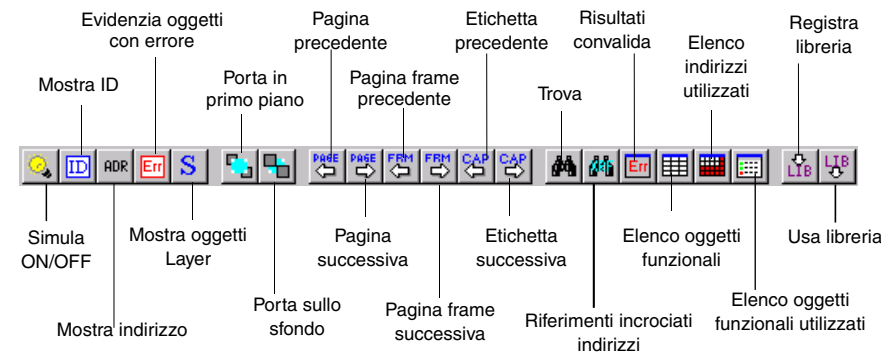 Evidenzia oggetti
con errore
Pagina
precedente
Etichetta
precedente
Risultati
convalida
Registra
libreria
Mostra ID
Porta in
primo piano
Pagina frame
precedente
Trova
Elenco
indirizzi
utilizzati
ID ADR Err S PAGE PAGE FRM FRM CAP CAP Err LIB LIB
Simula
ON/OFF
Mostra oggetti
Layer
Pagina
successiva
Etichetta
successiva
Elenco oggetti
funzionali
Usa libreria
Mostra indirizzo
Porta sullo
sfondo
Pagina frame
successiva
Riferimenti incrociati
indirizzi
Elenco oggetti
funzionali utilizzati